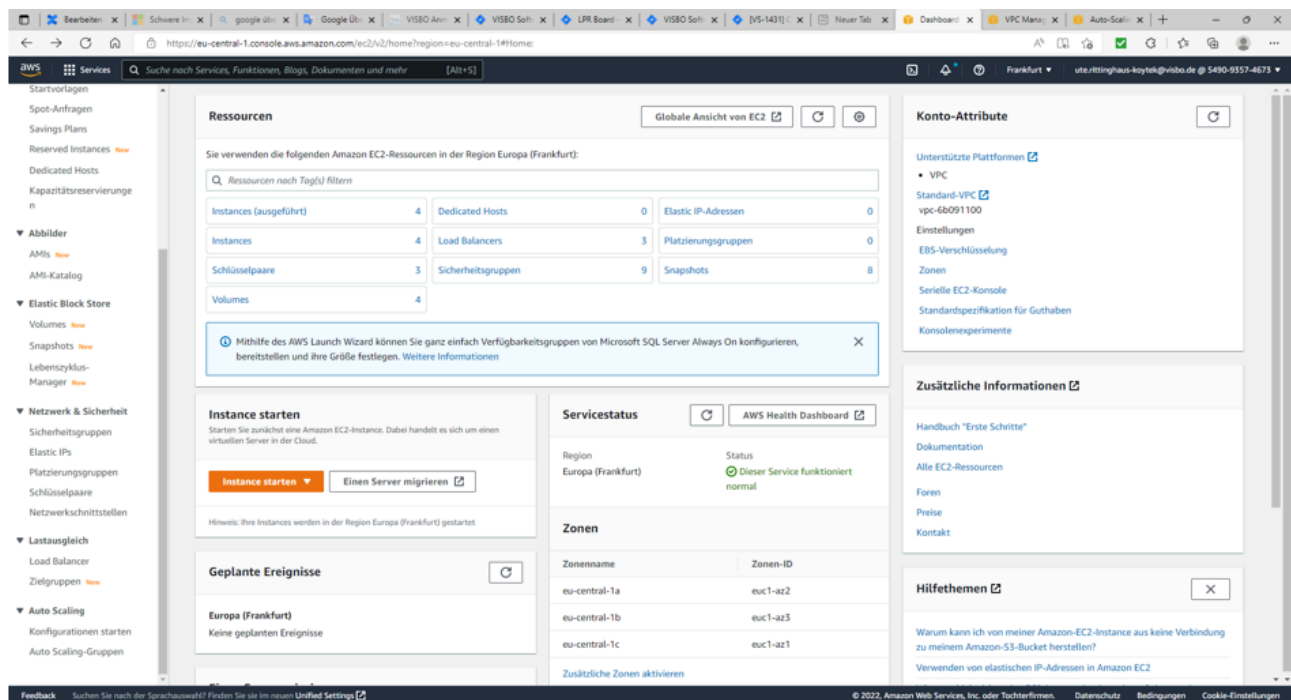 Bearbeiten
Schwere In
google übe
Google Üb
VISBO Ann
VISBO Soft
LPR Board -
VISBO Soft
[VS-1431] C
Neuer Tab
Dashboard
VPC Manag
Auto-Scalin
https://eu-central-1.console.aws.amazon.com/ec2/v2/home?region=eu-central-1#Home:
aws
Services
Suche nach Services, Funktionen, Blogs, Dokumenten und mehr
[Alt+S]
Frankfurt
ute.rittinghaus-koytek@visbo.de @ 5490-9357-4673
Startvorlagen
Spot-Anfragen
Savings Plans
Reserved Instances New
Dedicated Hosts
Kapazitätsreservierunge
n
Abbilder
AMIs New
AMI-Katalog
Elastic Block Store
Volumes New
Snapshots New
Lebenszyklus-
Manager New
Netzwerk & Sicherheit
Sicherheitsgruppen
Elastic IPs
Platzierungsgruppen
Schlüsselpaare
Netzwerkschnittstellen
Lastausgleich
Load Balancer
Zielgruppen New
Auto Scaling
Konfigurationen starten
Auto Scaling-Gruppen
Ressourcen
Globale Ansicht von EC2
Sie verwenden die folgenden Amazon EC2-Ressourcen in der Region Europa (Frankfurt):
Ressourcen nach Tag(s) filtern
Instances (ausgeführt) 4
Dedicated Hosts 0
Elastic IP-Adressen 0
Instances 4
Load Balancers 3
Platzierungsgruppen 0
Schlüsselpaare 3
Sicherheitsgruppen 9
Snapshots 8
Volumes 4
Mithilfe des AWS Launch Wizard können Sie ganz einfach Verfügbarkeitsgruppen von Microsoft SQL Server Always On konfigurieren,
bereitstellen und ihre Größe festlegen. Weitere Informationen
Instance starten
Starten Sie zunächst eine Amazon EC2-Instance. Dabei handelt es sich um einen
virtuellen Server in der Cloud.
Instance starten
Einen Server migrieren
Hinweis: Ihre Instances werden in der Region Europa (Frankfurt) gestartet
Geplante Ereignisse
Europa (Frankfurt)
Keine geplanten Ereignisse
Servicestatus
AWS Health Dashboard
Region
Status
Europa (Frankfurt)
Dieser Service funktioniert
normal
Zonen
Zonenname
Zonen-ID
eu-central-1a
euc1-az2
eu-central-1b
euc1-az3
eu-central-1c
euc1-az1
Zusätzliche Zonen aktivieren
Konto-Attribute
Unterstützte Plattformen
VPC
Standard-VPC
vpc-6b091100
Einstellungen
EBS-Verschlüsselung
Zonen
Serielle EC2-Konsole
Standardspezifikation für Guthaben
Konsolenexperimente
Zusätzliche Informationen
Handbuch "Erste Schritte"
Dokumentation
Alle EC2-Ressourcen
Foren
Preise
Kontakt
Hilfethemen
Warum kann ich von meiner Amazon-EC2-Instance aus keine Verbindung
zu meinem Amazon-S3-Bucket herstellen?
Verwenden von elastischen IP-Adressen in Amazon EC2
Feedback
Suchen Sie nach der Sprachauswahl? Finden Sie sie im neuen Unified Settings
© 2022, Amazon Web Services, Inc. oder Tochterfirmen.
Datenschutz
Bedingungen
Cookie-Einstellungen